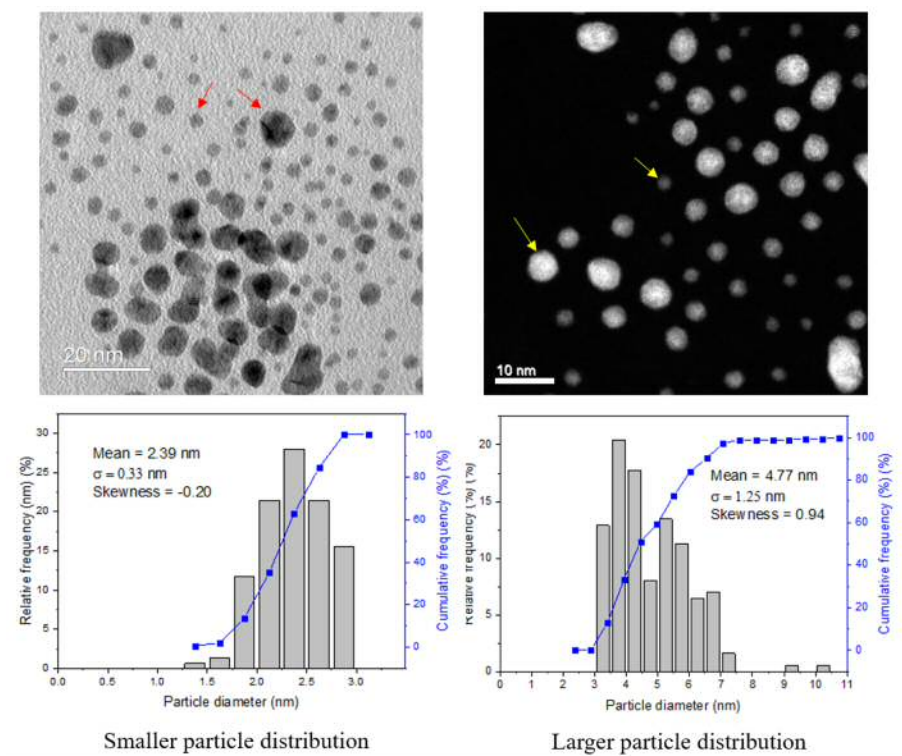 20 nm
10 nm
Mean = 2.39 nm
σ = 0.33 nm
Skewness = -0.20
Relative frequency (nm) (%)
Cumulative frequency (%) (%)
30
25
20
15
10
5
0
100
80
60
40
20
0
0.0 0.5 1.0 1.5 2.0 2.5 3.0
Particle diameter (nm)
Smaller particle distribution
Mean = 4.77 nm
σ = 1.25 nm
Skewness = 0.94
Relative frequency (%) (%)
Cumulative frequency (%) (%)
20
15
10
5
0
100
80
60
40
20
0
0 1 2 3 4 5 6 7 8 9 10 11
Particle diameter (nm)
Larger particle distribution